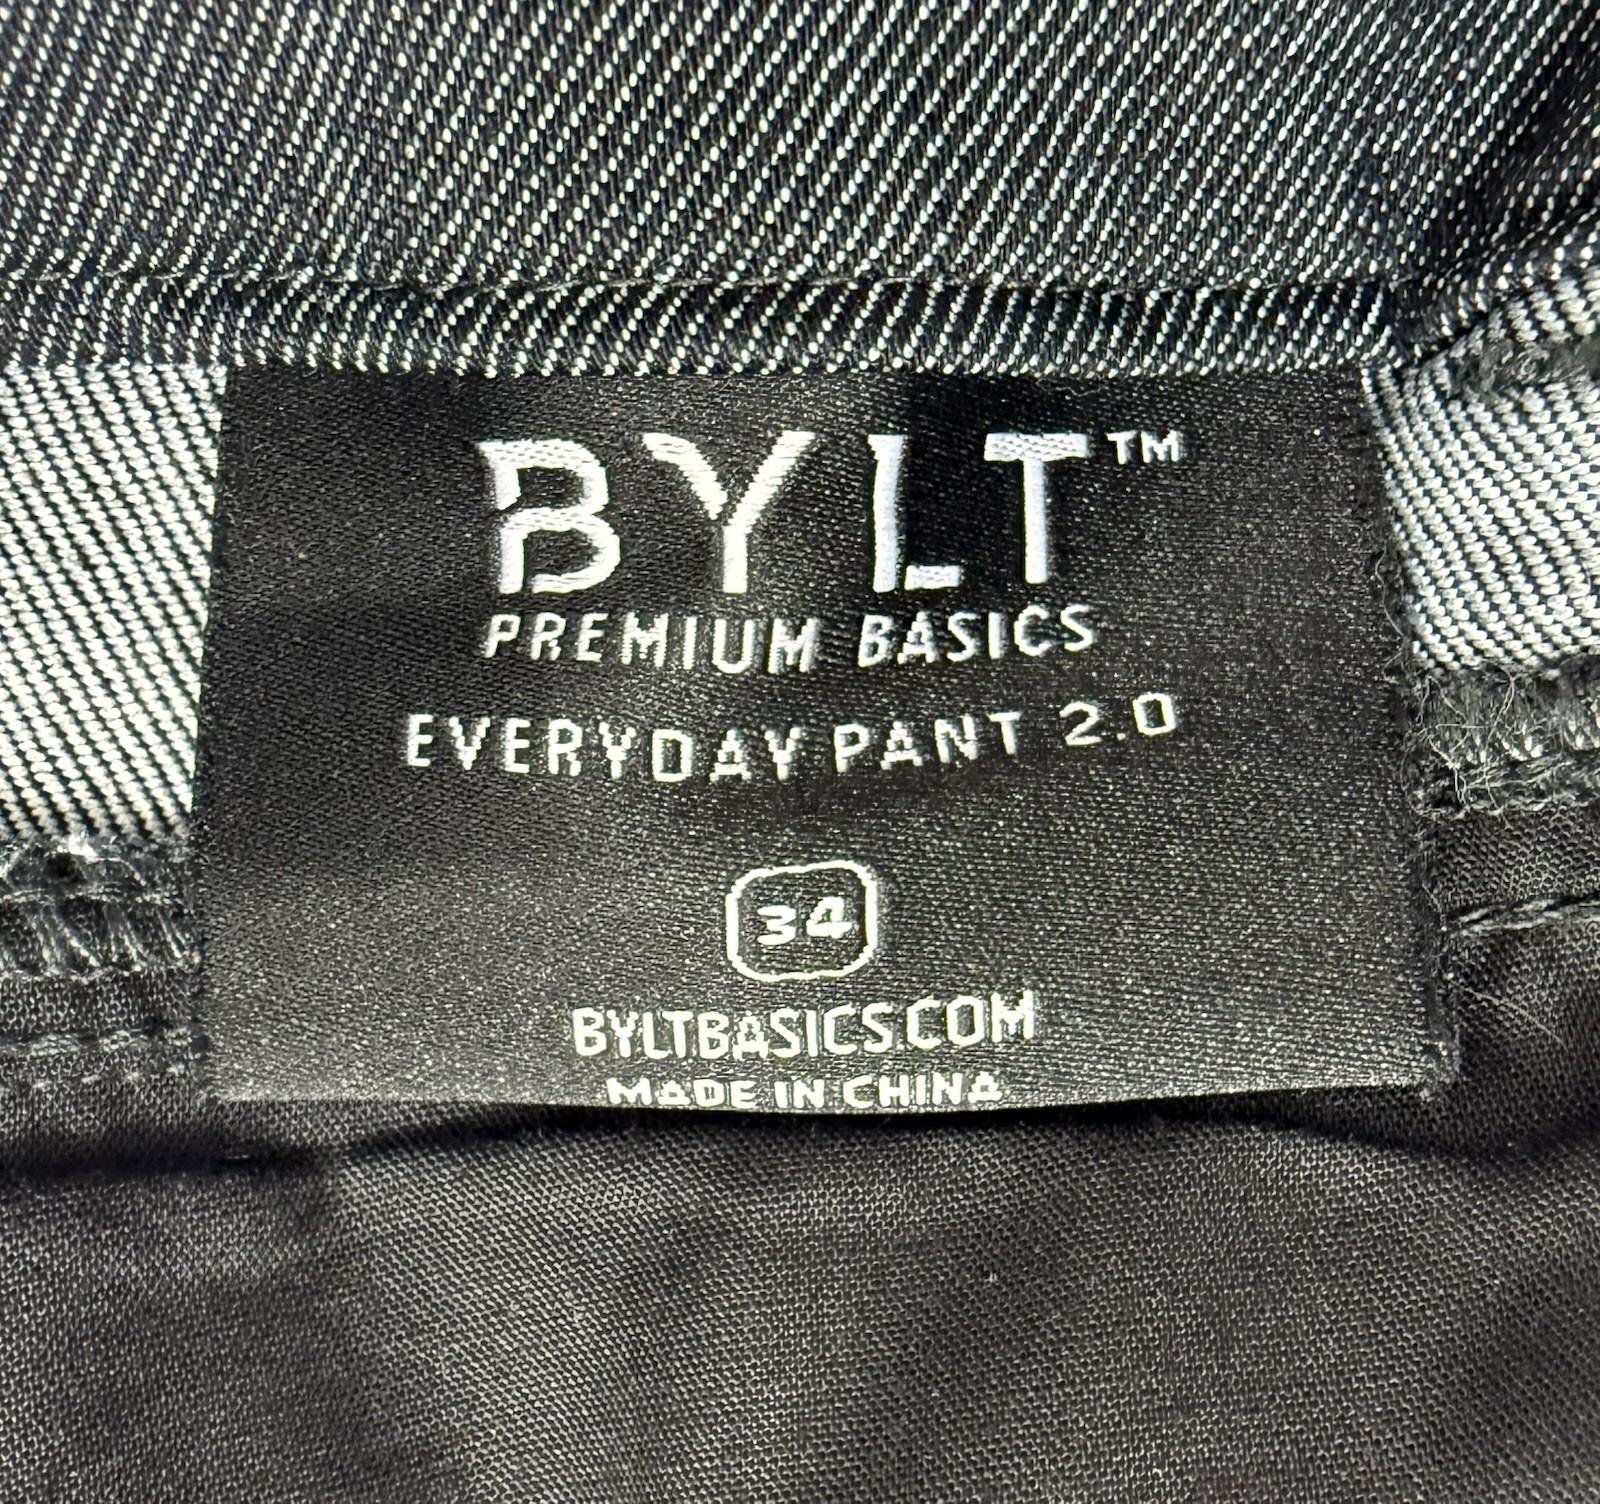 BYLT™
PREMIUM BASICS
EVERYDAY PANT 2.0
34
BYLTBASICS.COM
MADE IN CHINA